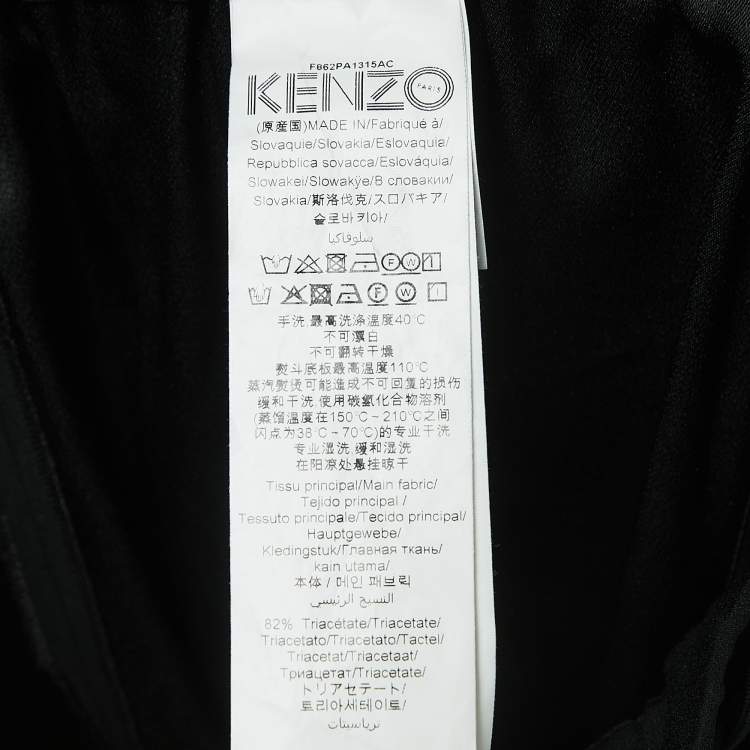 F862PA1315AC
KENZO PARIS
(原産国)MADE IN/Fabriqué à/
Slovaquie/Slovakia/Eslovaquia/
Repubblica sovacca/Eslováquia/
Slowakei/Slowakÿe/В словакии/
Slovakia/斯洛伐克/スロバキア/
슬로바키아/
سلوفاكيا
F W
F W
手洗,最高洗涤温度40℃
不可漂白
不可翻转干燥
熨斗底板最高温度110℃
蒸汽熨烫可能造成不可回复的损伤
缓和干洗,使用碳氢化合物溶剂
(蒸馏温度在150℃~210℃之间
闪点为38℃~70℃)的专业干洗
专业湿洗,缓和湿洗
在阳凉处悬挂晾干
Tissu principal/Main fabric/
Tejido principal /
Tessuto principale/Tecido principal/
Hauptgewebe/
Kledingstuk/Главная ткань/
kain utama/
本体 / 메인 패브릭
النسيج الرئيسي/
82% Triacétate/Triacetate/
Triacetato/Triacetato/Tactel/
Triacetat/Triacetaat/
Триацетат/Triacetate/
トリアセテート/
트리아세테이트/
ترياسيتات